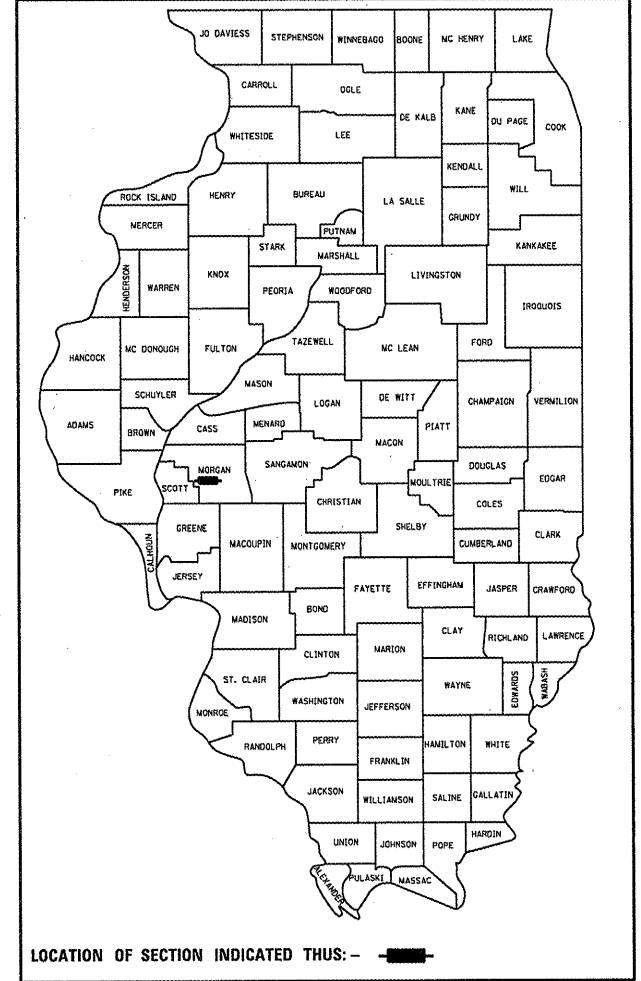 JO DAVIESS STEPHENSON WINNEBAGO BOONE MC HENRY LAKE
CARROLL OGLE DE KALB KANE DU PAGE COOK
WHITESIDE LEE
KENDALL
ROCK ISLAND HENRY BUREAU LA SALLE GRUNDY WILL
MERCER PUTNAM
STARK MARSHALL KANKAKEE
HENDERSON WARREN KNOX PEORIA WOODFORD LIVINGSTON
IROQUOIS
HANCOCK MC DONOUGH FULTON TAZEWELL MC LEAN FORD
MASON
SCHUYLER LOGAN DE WITT CHAMPAIGN VERMILION
ADAMS BROWN CASS MENARD MACON PIATT
PIKE SCOTT MORGAN SANGAMON DOUGLAS EDGAR
CHRISTIAN MOULTRIE COLES
GREENE SHELBY
CALHOUN MACOUPIN MONTGOMERY CUMBERLAND CLARK
JERSEY FAYETTE EFFINGHAM JASPER CRAWFORD
MADISON BOND
CLAY RICHLAND LAWRENCE
CLINTON MARION
ST. CLAIR WAYNE EDWARDS WABASH
WASHINGTON JEFFERSON
MONROE
RANDOLPH PERRY HAMILTON WHITE
FRANKLIN
JACKSON WILLIAMSON SALINE GALLATIN
UNION JOHNSON POPE HARDIN
ALEXANDER PULASKI MASSAC
LOCATION OF SECTION INDICATED THUS:-